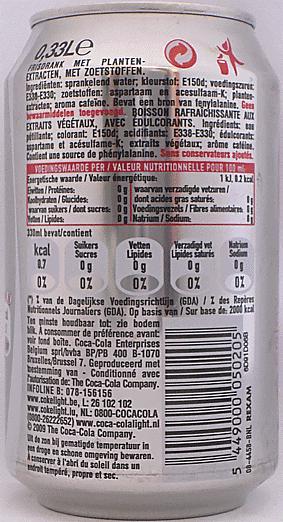 0,33L e
FRISDRANK MET PLANTEN-
EXTRACTEN, MET ZOETSTOFFEN.
Ingrediënten: sprankelend water; kleurstof: E150d; voedingszuren:
E338-E330; zoetstoffen: aspartaam en acesulfaam-K; planten-
extracten; aroma cafeïne. Bevat een bron van fenylalanine. Geen
bewaarmiddelen toegevoegd. BOISSON RAFRAICHISSANTE AUX
EXTRAITS VÉGÉTAUX, AVEC EDULCORANTS. Ingrédients: eau
pétillante; colorant: E150d; acidifiants: E338-E330; édulcorants:
aspartame et acésulfame-K; extraits végétaux; arôme caféine.
Contient une source de phénylalanine. Sans conservateurs ajoutés.
VOEDINGSWAARDE PER / VALEUR NUTRITIONNELLE POUR 100 ml:
Energetische waarde / Valeur énergétique: 1 kJ, 0,2 kcal
Eiwitten / Protéines: 0 g waarvan verzadigde vetzuren /
Koolhydraten / Glucides: 0 g dont acides gras saturés: 0 g
waarvan suikers / dont sucres: 0 g Voedingsvezels / Fibres alimentaires: 0 g
Vetten / Lipides: 0 g Natrium / Sodium: 0 g
330ml bevat/contient
kcal Suikers Vetten Verzadigd vet Natrium
Sucres Lipides Lipides saturés Sodium
0,7 0 g 0 g 0 g 0 g
0% 0% 0% 0% 0%
(*) % van de Dagelijkse Voedingsrichtlijn (GDA) / % des Repères
Nutritionnels Journaliers (GDA). Op basis van / Sur base de: 2000 kcal
Ten minste houdbaar tot: zie bodem
blik. A consommer de préférence avant:
voir fond boîte. Coca-Cola Enterprises
Belgium sprl/bvba BP/PB 400 B-1070
Bruxelles/Brussel 7. Geproduceerd met
toestemming van - Conditionné avec
l'autorisation de: The Coca-Cola Company.
INFOLINE B: 078-156156
www.cokelight.be, L: 26 102 102
www.cokelight.lu, NL: 0800-COCACOLA
(0800-26222652) www.coca-colalight.nl
© 2009 The Coca-Cola Company.
Uit de zon bij gematigde temperatuur in
een droge en schone omgeving bewaren.
A conserver à l'abri du soleil dans un
endroit tempéré, propre et sec.
5 449000 050205
08-4458-BNL REXAM